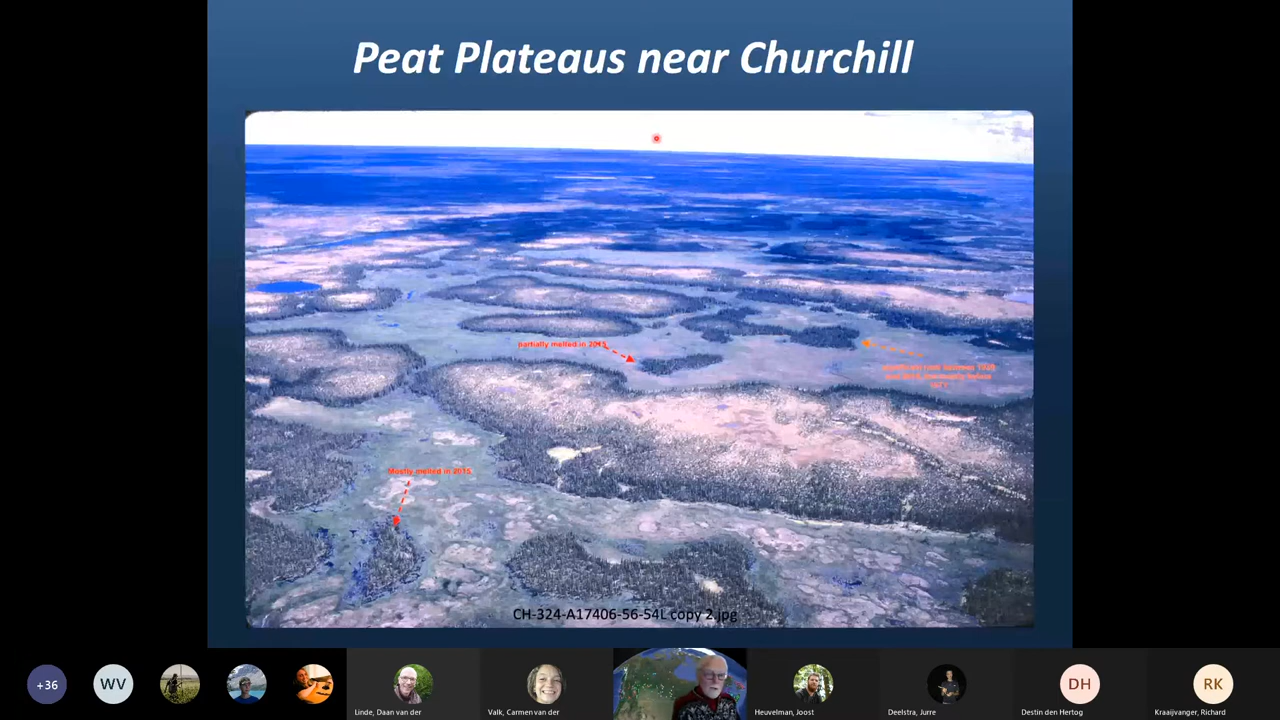 Peat Plateaus near Churchill
partially melted in 2015
Mostly melted in 2015
CH-324-A17406-56-54L copy 2.jpg
+36
WV
Linde, Daan van der
Valk, Carmen van der
Heuvelman, Joost
Deelstra, Jurre
DH
Destin den Hertog
RK
Kraaijvanger, Richard